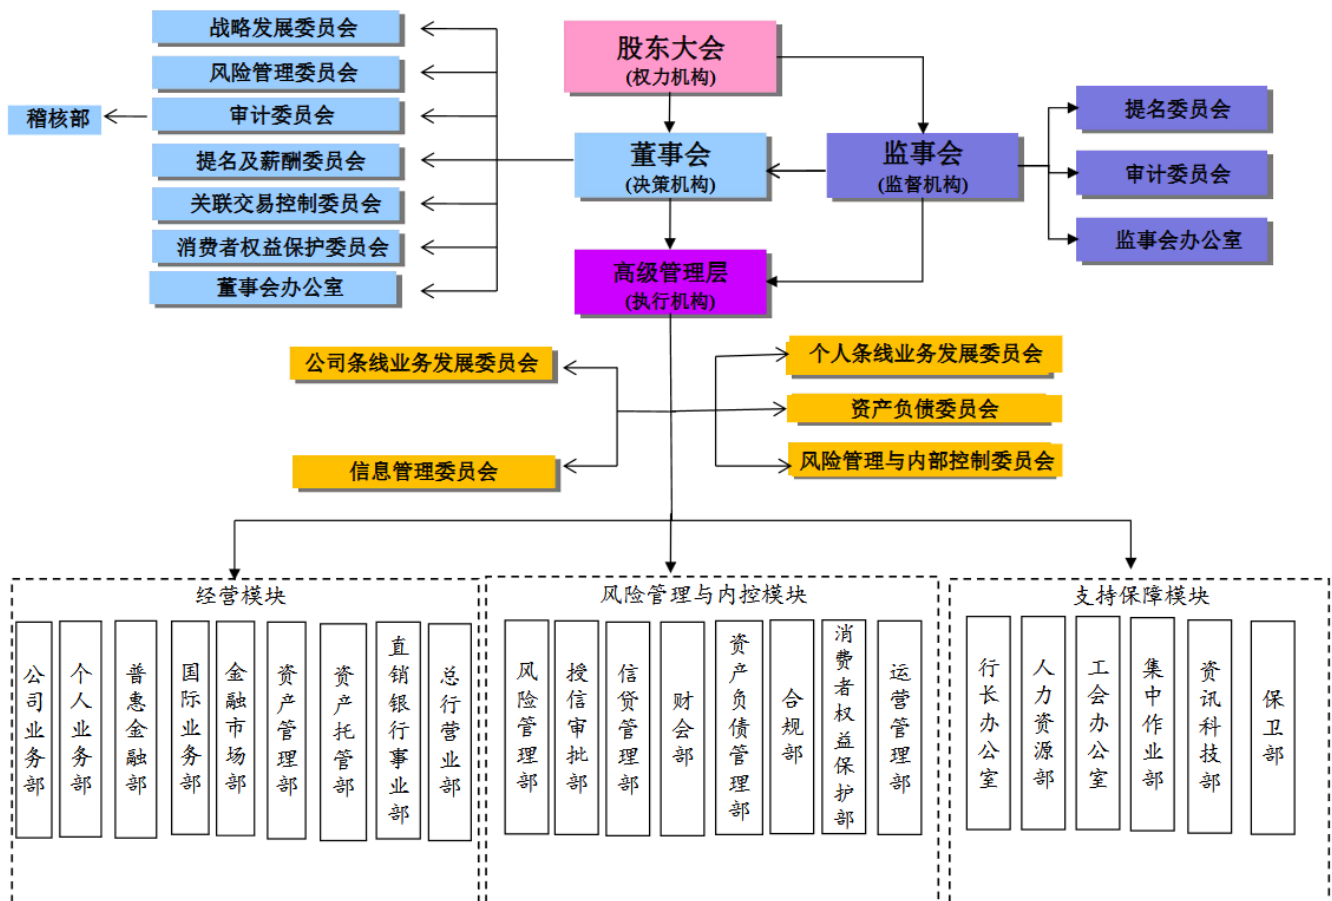 战略发展委员会
风险管理委员会
审计委员会
稽核部
提名及薪酬委员会
关联交易控制委员会
消费者权益保护委员会
董事会办公室
股东大会
(权力机构)
董事会
(决策机构)
监事会
(监督机构)
提名委员会
审计委员会
监事会办公室
高级管理层
(执行机构)
公司条线业务发展委员会
个人条线业务发展委员会
资产负债委员会
信息管理委员会
风险管理与内部控制委员会
经营模块
公司业务部
个人业务部
普惠金融部
国际业务部
金融市场部
资产管理部
资产托管部
直销银行事业部
总行营业部
风险管理与内控模块
风险管理部
授信审批部
信贷管理部
财会部
资产负债管理部
合规部
消费者权益保护部
运营管理部
支持保障模块
行长办公室
人力资源部
工会办公室
集中作业部
资讯科技部
保卫部